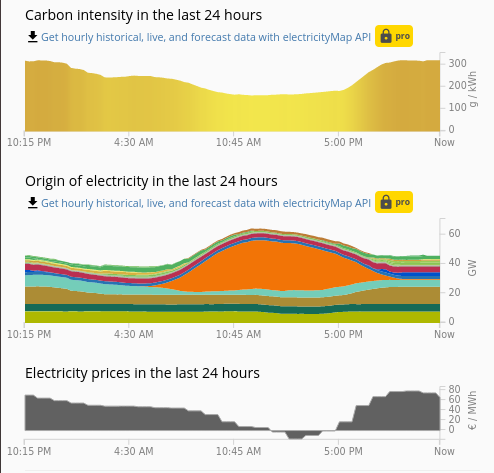 Carbon intensity in the last 24 hours
Get hourly historical, live, and forecast data with electricityMap API pro
300
200
100
0
g / kWh
10:15 PM 4:30 AM 10:45 AM 5:00 PM Now
Origin of electricity in the last 24 hours
Get hourly historical, live, and forecast data with electricityMap API pro
60
40
20
0
GW
10:15 PM 4:30 AM 10:45 AM 5:00 PM Now
Electricity prices in the last 24 hours
80
60
40
20
0
€ / MWh
10:15 PM 4:30 AM 10:45 AM 5:00 PM Now